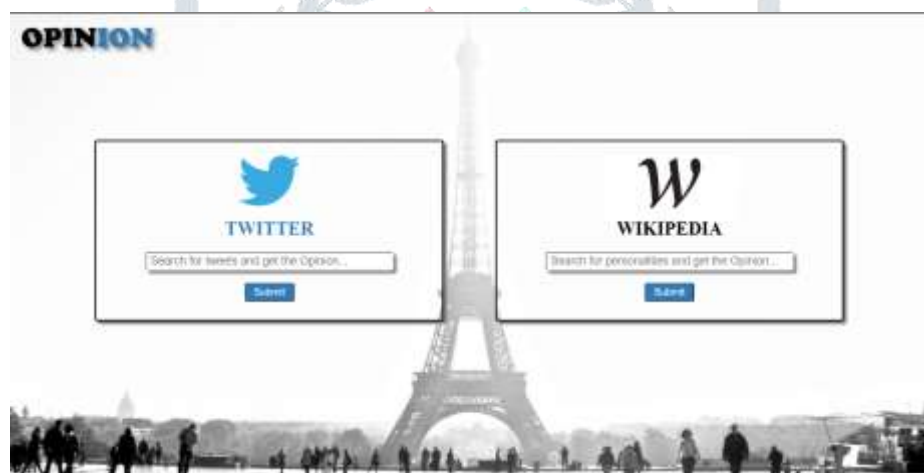 OPINION
TWITTER
Search for tweets and get the Opinion...
Submit
WIKIPEDIA
Search for personalities and get the Opinion...
Submit